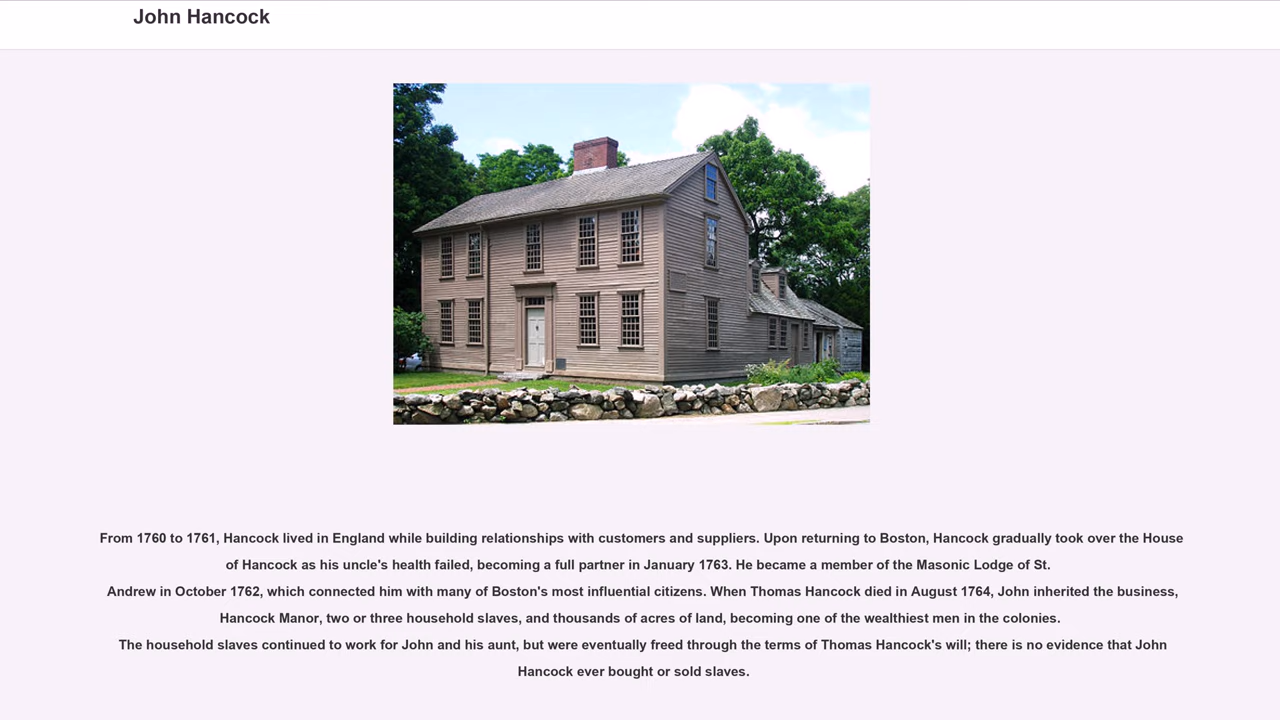 John Hancock
From 1760 to 1761, Hancock lived in England while building relationships with customers and suppliers. Upon returning to Boston, Hancock gradually took over the House
of Hancock as his uncle's health failed, becoming a full partner in January 1763. He became a member of the Masonic Lodge of St.
Andrew in October 1762, which connected him with many of Boston's most influential citizens. When Thomas Hancock died in August 1764, John inherited the business,
Hancock Manor, two or three household slaves, and thousands of acres of land, becoming one of the wealthiest men in the colonies.
The household slaves continued to work for John and his aunt, but were eventually freed through the terms of Thomas Hancock's will; there is no evidence that John
Hancock ever bought or sold slaves.